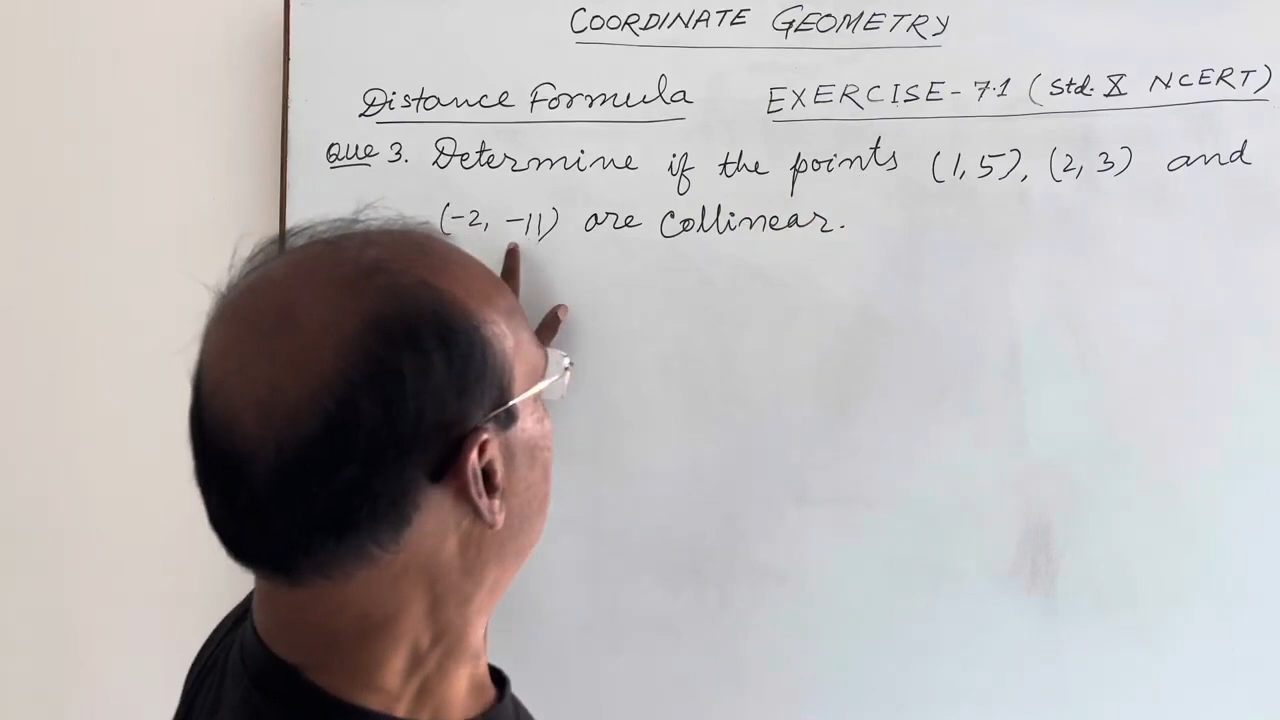 COORDINATE GEOMETRY
Distance Formula EXERCISE - 7.1 (Std. X NCERT)
Que 3. Determine if the points (1, 5), (2, 3) and
(-2, -11) are collinear.